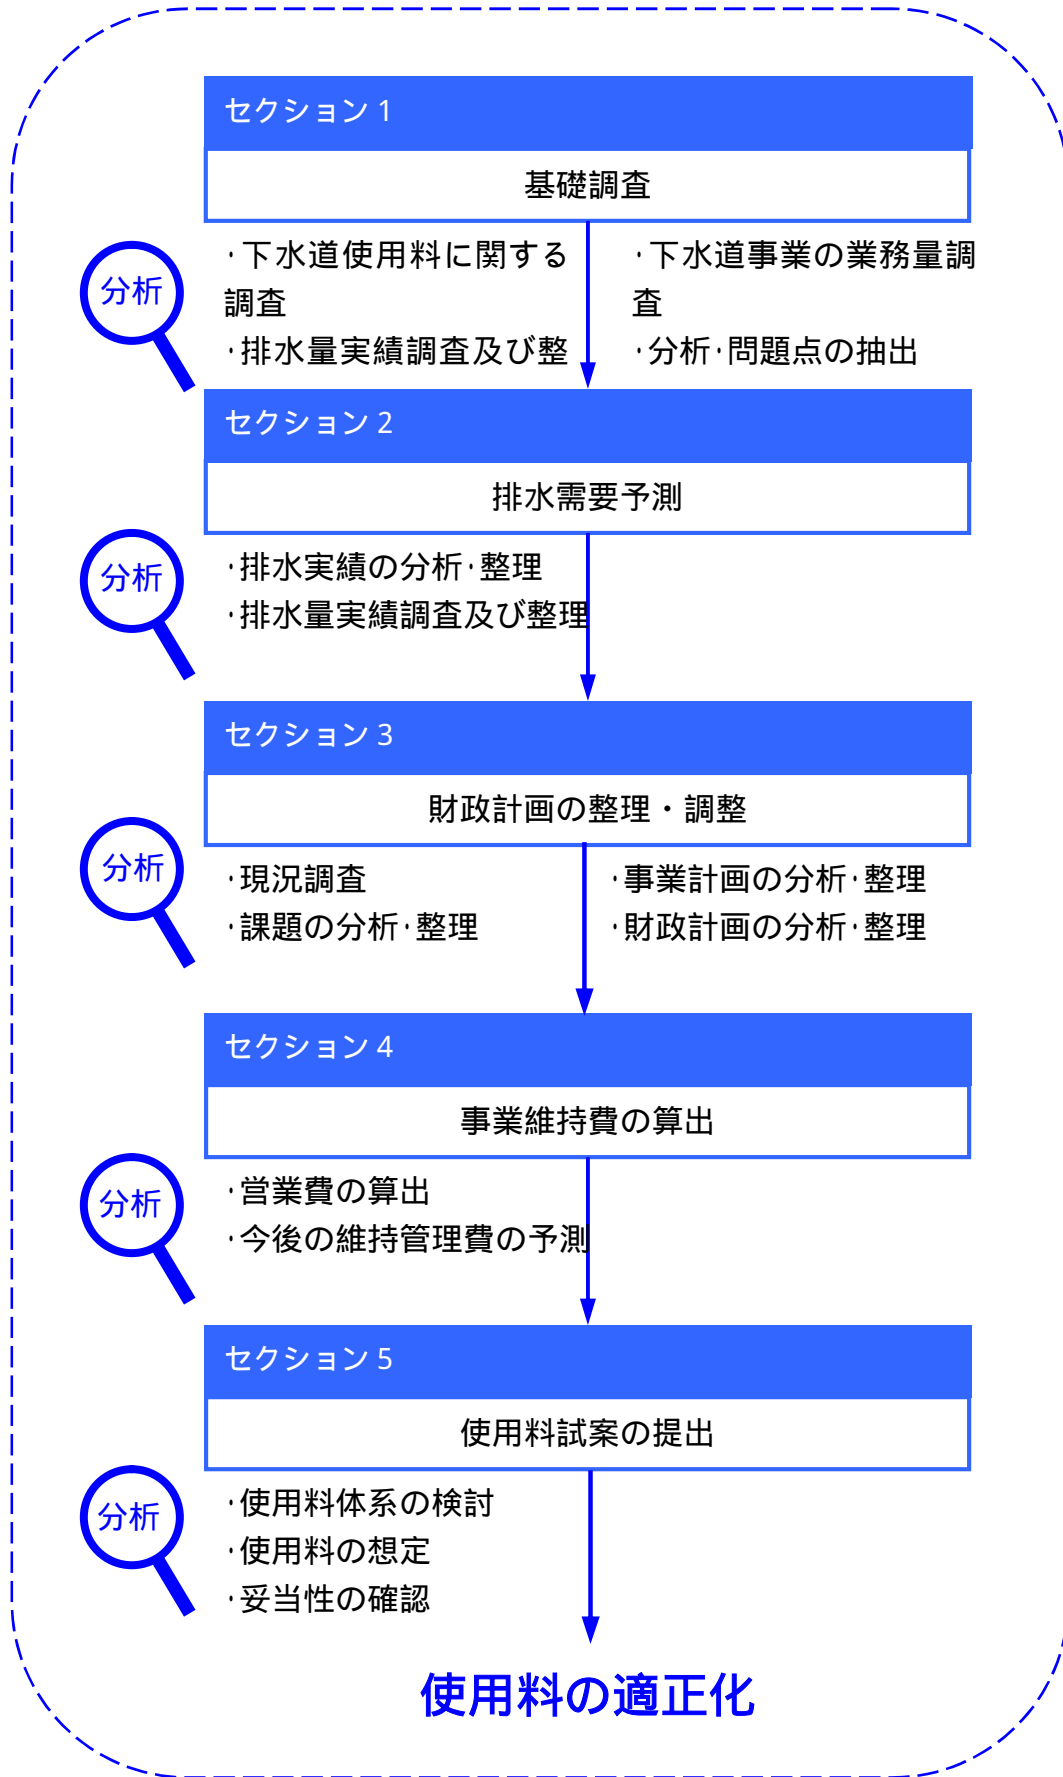 セクション1
基礎調査
分析
・下水道使用料に関する
調査
・排水量実績調査及び整
・下水道事業の業務量調
査
・分析・問題点の抽出
セクション2
排水需要予測
分析
・排水実績の分析・整理
・排水量実績調査及び整理
セクション3
財政計画の整理・調整
分析
・現況調査
・課題の分析・整理
・事業計画の分析・整理
・財政計画の分析・整理
セクション4
事業維持費の算出
分析
・営業費の算出
・今後の維持管理費の予測
セクション5
使用料試案の提出
分析
・使用料体系の検討
・使用料の想定
・妥当性の確認
使用料の適正化